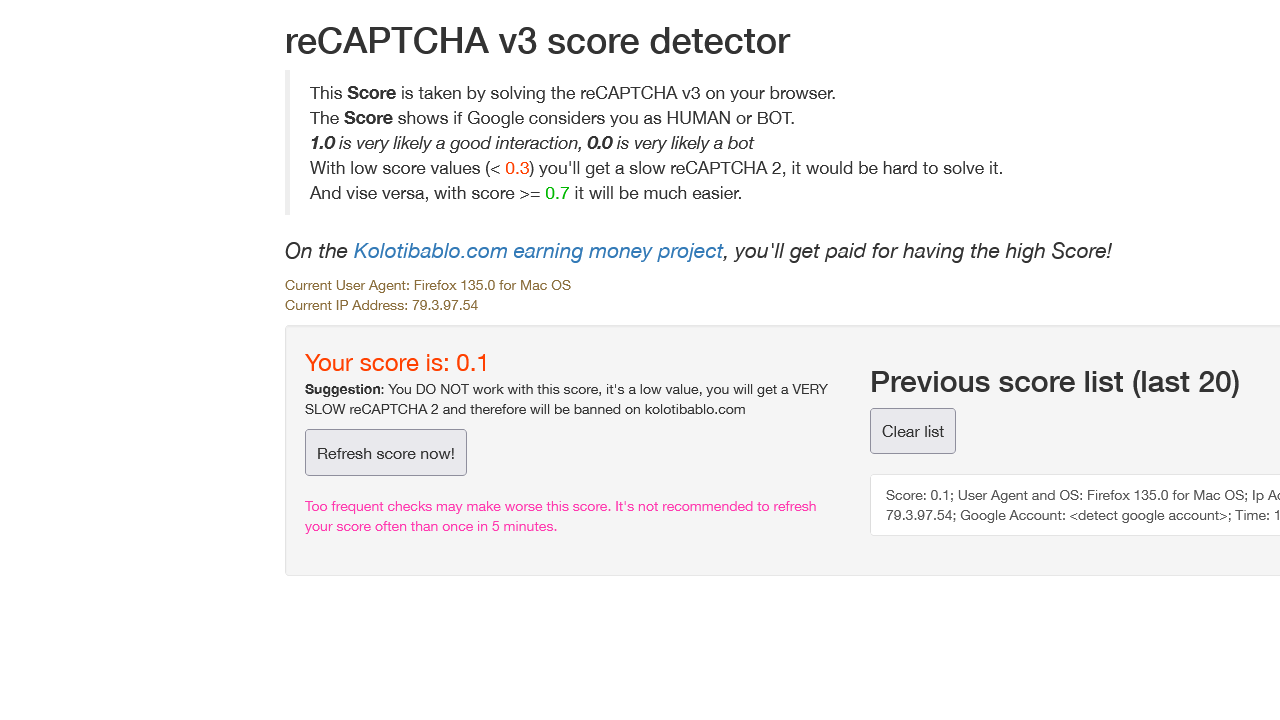 reCAPTCHA v3 score detector
This Score is taken by solving the reCAPTCHA v3 on your browser.
The Score shows if Google considers you as HUMAN or BOT.
1.0 is very likely a good interaction, 0.0 is very likely a bot
With low score values (< 0.3) you'll get a slow reCAPTCHA 2, it would be hard to solve it.
And vise versa, with score >= 0.7 it will be much easier.
On the Kolotibablo.com earning money project, you'll get paid for having the high Score!
Current User Agent: Firefox 135.0 for Mac OS
Current IP Address: 79.3.97.54
Your score is: 0.1
Suggestion: You DO NOT work with this score, it's a low value, you will get a VERY
SLOW reCAPTCHA 2 and therefore will be banned on kolotibablo.com
Refresh score now!
Too frequent checks may make worse this score. It's not recommended to refresh
your score often than once in 5 minutes.
Previous score list (last 20)
Clear list
Score: 0.1; User Agent and OS: Firefox 135.0 for Mac OS; Ip
79.3.97.54; Google Account: <detect google account>; Time: